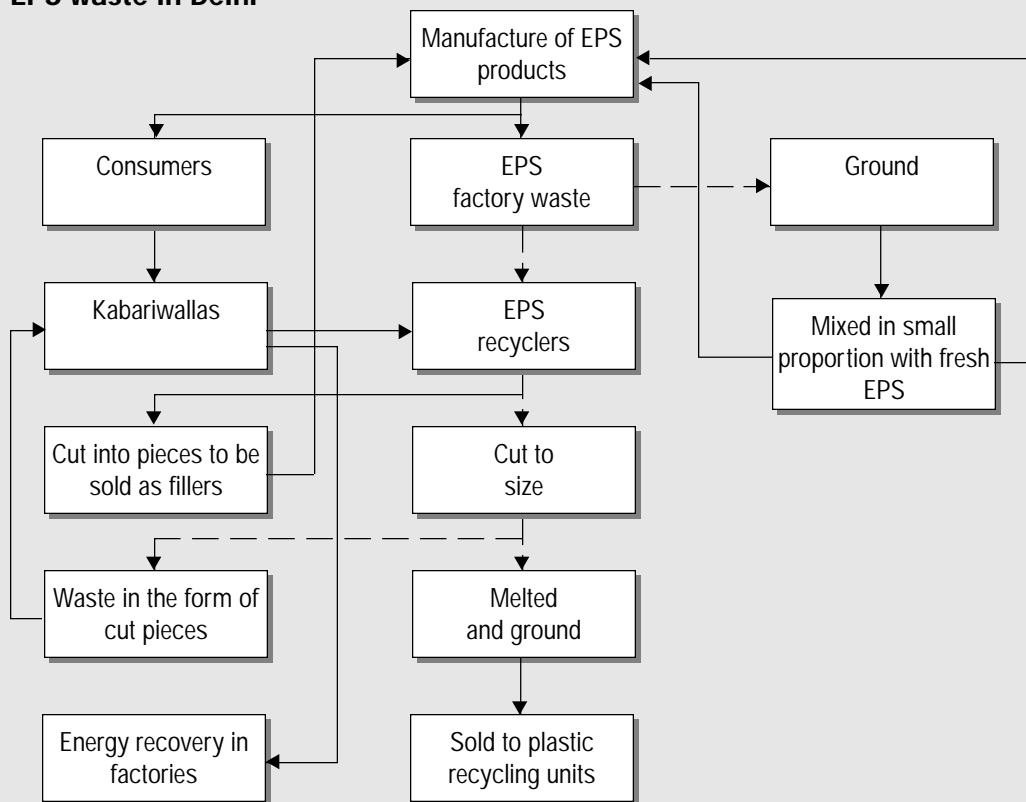 EPS waste in Delhi
Manufacture of EPS
products
Consumers
EPS
factory waste
Ground
Kabariwallas
EPS
recyclers
Mixed in small
proportion with fresh
EPS
Cut into pieces to be
sold as fillers
Cut to
size
Waste in the form of
cut pieces
Melted
and ground
Energy recovery in
factories
Sold to plastic
recycling units